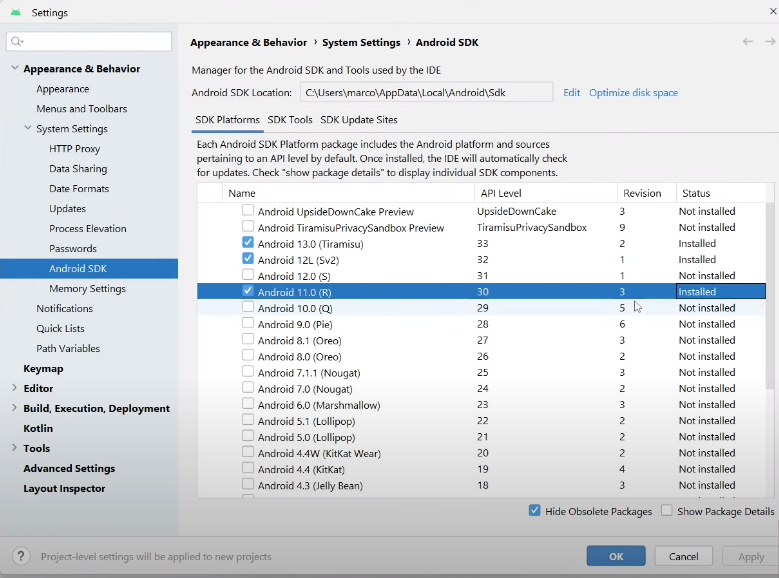 Settings
Appearance & Behavior
Appearance
Menus and Toolbars
System Settings
HTTP Proxy
Data Sharing
Date Formats
Updates
Process Elevation
Passwords
Android SDK
Memory Settings
Notifications
Quick Lists
Path Variables
Keymap
Editor
Build, Execution, Deployment
Kotlin
Tools
Advanced Settings
Layout Inspector
Appearance & Behavior › System Settings › Android SDK
Manager for the Android SDK and Tools used by the IDE
Android SDK Location: C:\Users\marco\AppData\Local\Android\Sdk Edit Optimize disk space
SDK Platforms SDK Tools SDK Update Sites
Each Android SDK Platform package includes the Android platform and sources
pertaining to an API level by default. Once installed, the IDE will automatically check
for updates. Check "show package details" to display individual SDK components.
Name API Level Revision Status
Android UpsideDownCake Preview UpsideDownCake 3 Not installed
Android TiramisuPrivacySandbox Preview TiramisuPrivacySandbox 9 Not installed
Android 13.0 (Tiramisu) 33 2 Installed
Android 12L (Sv2) 32 1 Installed
Android 12.0 (S) 31 1 Not installed
Android 11.0 (R) 30 3 Installed
Android 10.0 (Q) 29 5 Not installed
Android 9.0 (Pie) 28 6 Not installed
Android 8.1 (Oreo) 27 3 Not installed
Android 8.0 (Oreo) 26 2 Not installed
Android 7.1.1 (Nougat) 25 3 Not installed
Android 7.0 (Nougat) 24 2 Not installed
Android 6.0 (Marshmallow) 23 3 Not installed
Android 5.1 (Lollipop) 22 2 Not installed
Android 5.0 (Lollipop) 21 2 Not installed
Android 4.4W (KitKat Wear) 20 2 Not installed
Android 4.4 (KitKat) 19 4 Not installed
Android 4.3 (Jelly Bean) 18 3 Not installed
Hide Obsolete Packages Show Package Details
? Project-level settings will be applied to new projects
OK Cancel Apply